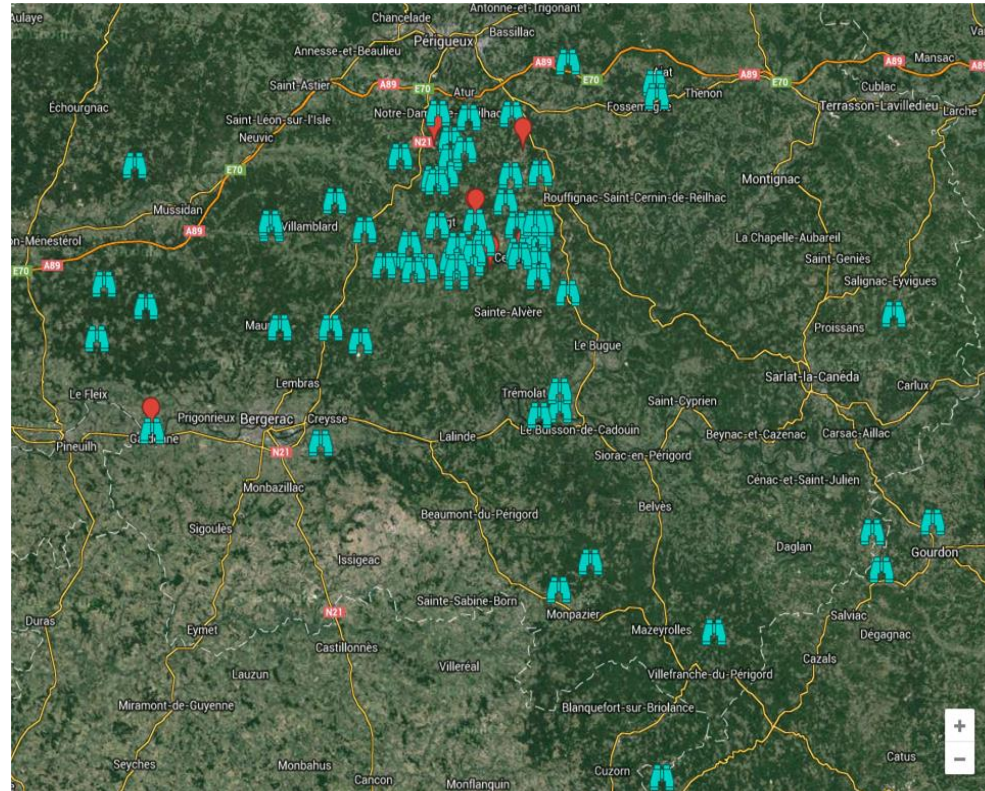 Aulaye
Antonne-et-Trigonant
Chancelade
Bassillac
Périgueux
Annesse-et-Beaulieu
A89
E70
A89
Mansac
A89
Saint-Astier
A89
E70
Atur
A89
E70
Thenon
Cublac
Échourgnac
Fossemagne
Terrasson-Lavilledieu
Larche
Saint-Léon-sur-l'Isle
Neuvic
N21
E70
Montignac
Rouffignac-Saint-Cernin-de-Reilhac
Mussidan
Villamblard
A89
La Chapelle-Aubareil
Saint-Geniès
A89
E70
Salignac-Eyvigues
Sainte-Alvère
Proissans
Le Bugue
Sarlat-la-Canéda
Carlux
Lembras
Le Fleix
Trémolat
Saint-Cyprien
Prigonrieux
Bergerac
Creysse
Le Buisson-de-Cadouin
Beynac-et-Cazenac
Carsac-Aillac
Pineuilh
Lalinde
Siorac-en-Périgord
N21
Monbazillac
Cénac-et-Saint-Julien
Belvès
Beaumont-du-Périgord
Sigoulès
Daglan
Gourdon
Issigeac
Sainte-Sabine-Born
Monpazier
N21
Salviac
Duras
Eymet
Mazeyrolles
Dégagnac
Castillonnès
Cazals
Lauzun
Villeréal
Villefranche-du-Périgord
Miramont-de-Guyenne
Blanquefort-sur-Briolance
Catus
Seyches
Monbahus
Cuzorn
Cancon
Monflanquin
+
−